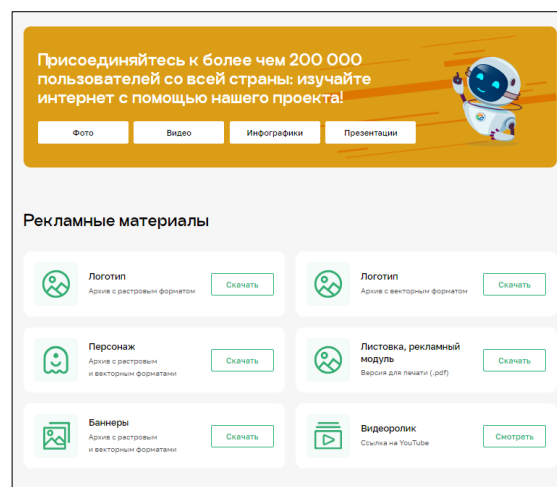 Присоединяйтесь к более чем 200 000
пользователей со всей страны: изучайте
интернет с помощью нашего проекта!
Фото
Видео
Инфографики
Презентации
Рекламные материалы
Логотип
Архив с растровым форматом
Скачать
Логотип
Архив с векторным форматом
Скачать
Персонаж
Архив с растровым
и векторным форматами
Скачать
Листовка, рекламный
модуль
Версия для печати (.pdf)
Скачать
Баннеры
Архив с растровым
и векторным форматами
Скачать
Видеоролик
Ссылка на YouTube
Смотреть